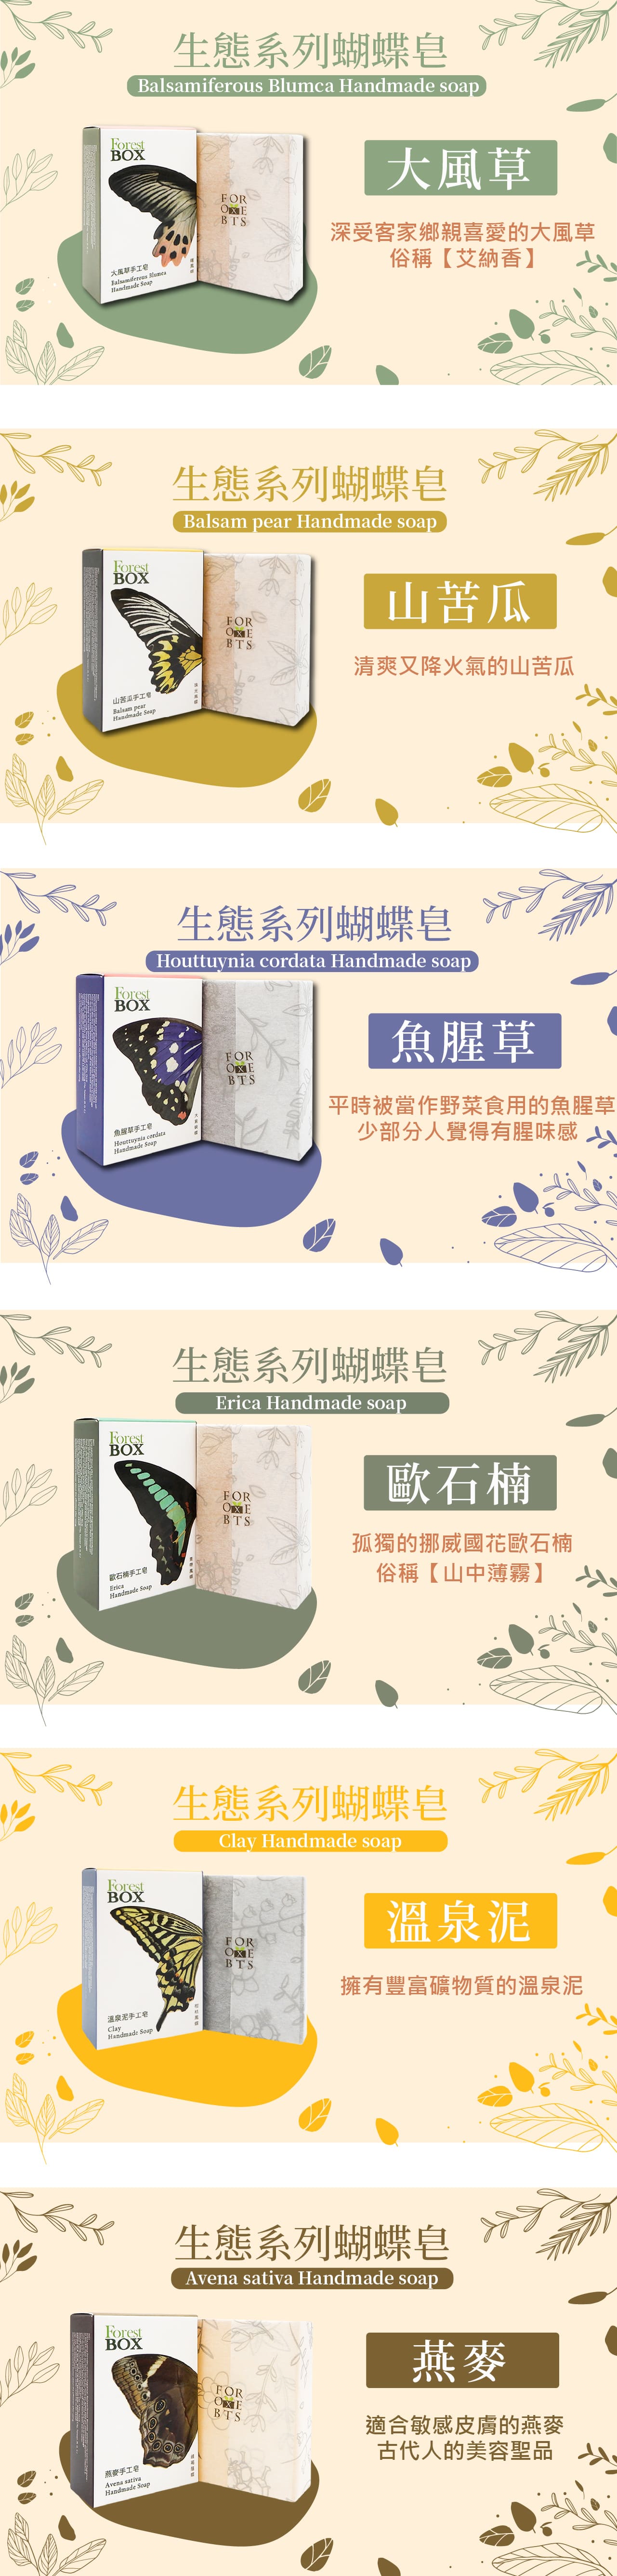 生態系列蝴蝶皂
Balsamiferous Blumca Handmade soap
Forest
BOX
大風草手工皂
Balsamiferous Blumea
Handmade Soap
FOR
OXE
BTS
大風草
深受客家鄉親喜愛的大風草
俗稱【艾納香】
生態系列蝴蝶皂
Balsam pear Handmade soap
Forest
BOX
山苦瓜手工皂
Balsam pear
Handmade Soap
FOR
OXE
BTS
山苦瓜
清爽又降火氣的山苦瓜
生態系列蝴蝶皂
Houttuynia cordata Handmade soap
Forest
BOX
魚腥草手工皂
Houttuynia cordata
Handmade Soap
FOR
OXE
BTS
魚腥草
平時被當作野菜食用的魚腥草
少部分人覺得有腥味感
生態系列蝴蝶皂
Erica Handmade soap
Forest
BOX
歐石楠手工皂
Erica
Handmade Soap
FOR
OXE
BTS
歐石楠
孤獨的挪威國花歐石楠
俗稱【山中薄霧】
生態系列蝴蝶皂
Clay Handmade soap
Forest
BOX
溫泉泥手工皂
Clay
Handmade Soap
FOR
OXE
BTS
溫泉泥
擁有豐富礦物質的溫泉泥
生態系列蝴蝶皂
Avena sativa Handmade soap
Forest
BOX
燕麥手工皂
Avena sativa
Handmade Soap
FOR
OXE
BTS
燕麥
適合敏感皮膚的燕麥
古代人的美容聖品